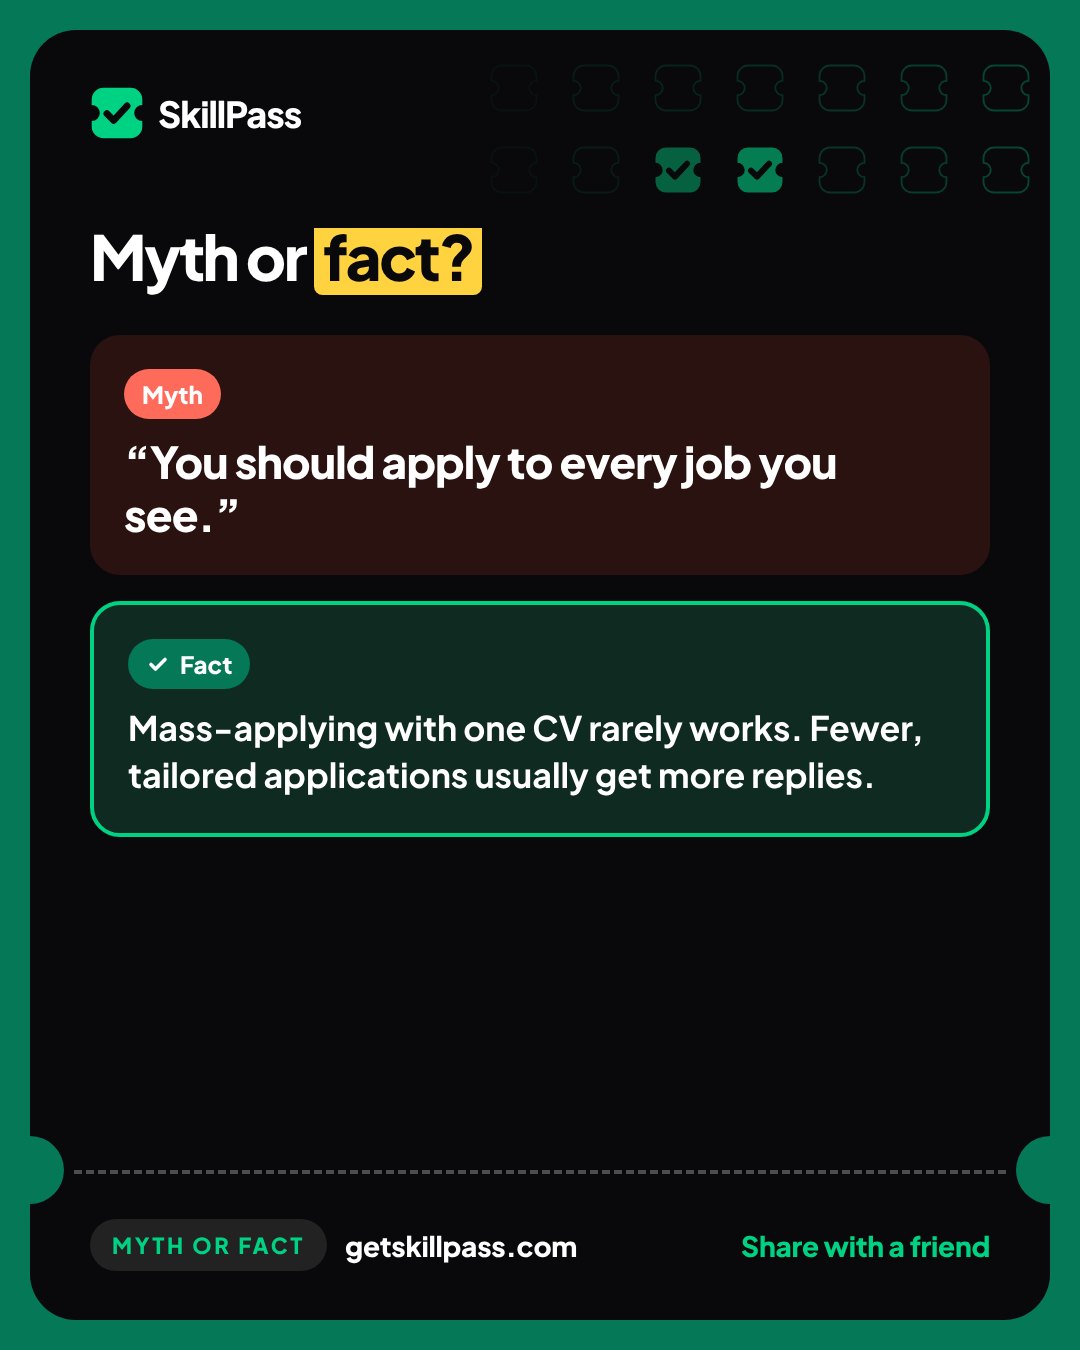 SkillPass
Myth or fact?
Myth
“You should apply to every job you
see.”
Fact
Mass-applying with one CV rarely works. Fewer,
tailored applications usually get more replies.
MYTH OR FACT
getskillpass.com
Share with a friend